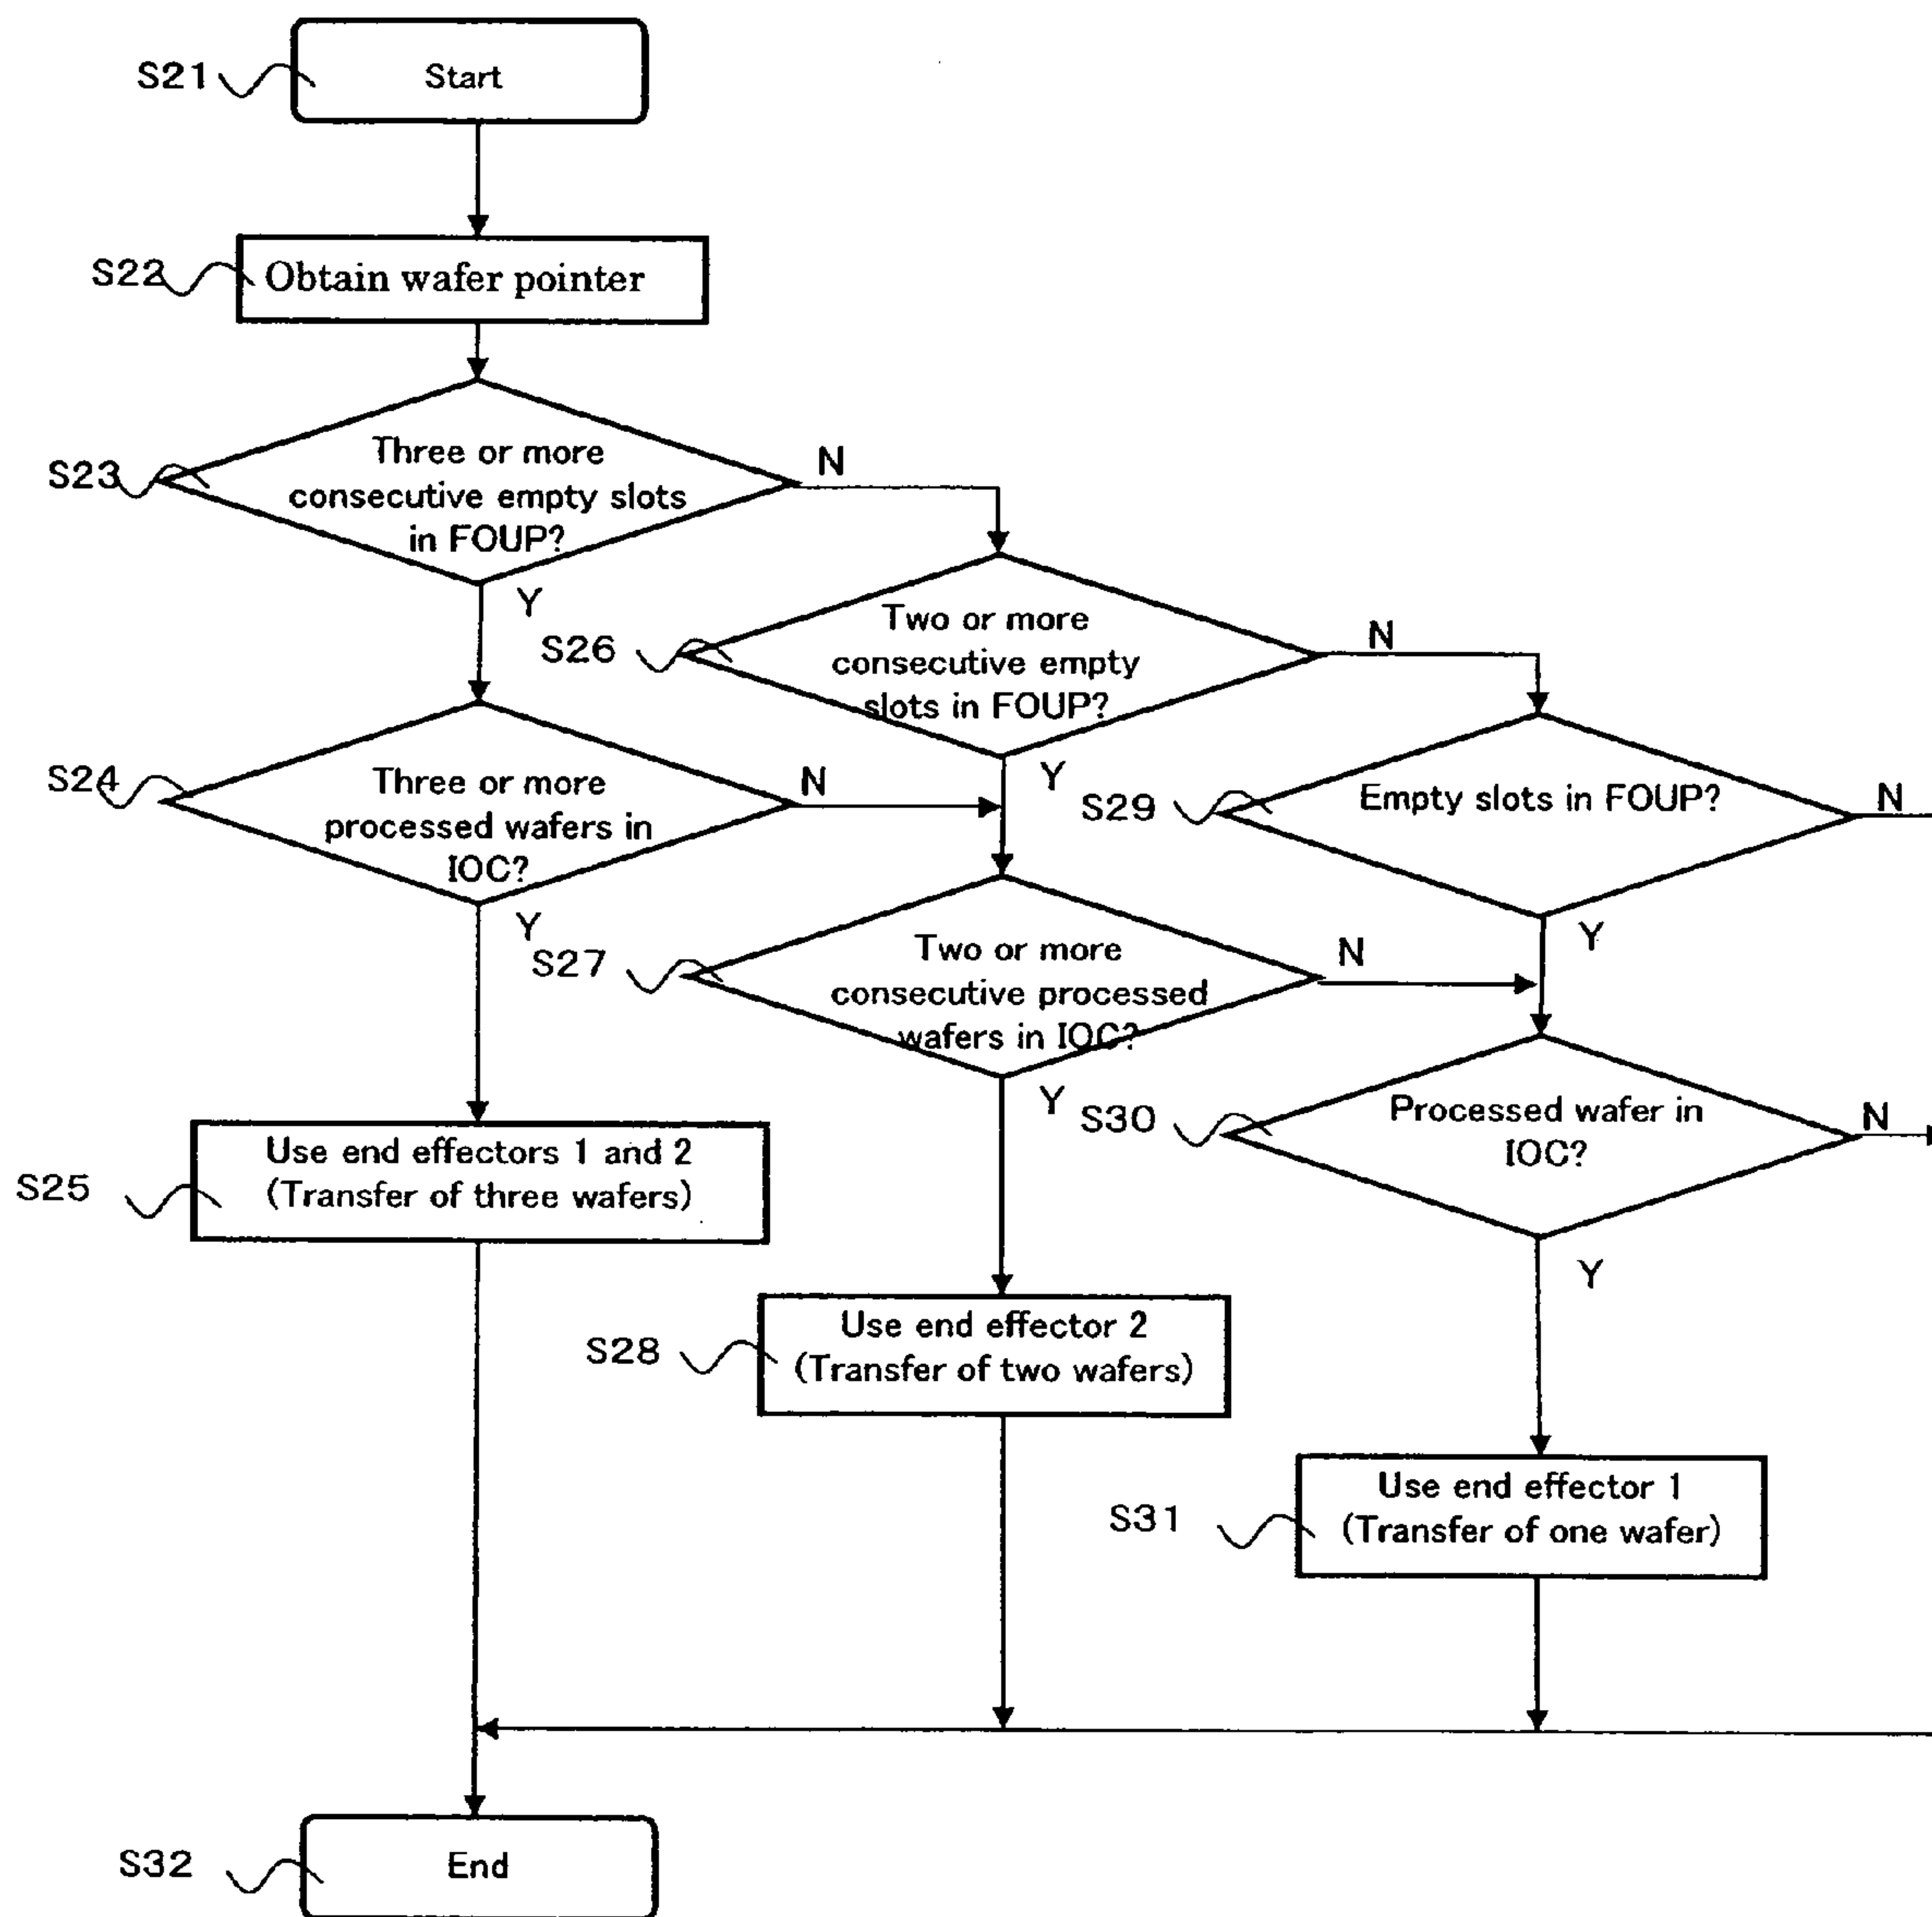 S21
Start
S22
Obtain wafer pointer
S23
Three or more
consecutive empty slots
in FOUP?
N
Y
S26
Two or more
consecutive empty
slots in FOUP?
N
Y
S24
Three or more
processed wafers in
IOC?
N
Y
S29
Empty slots in FOUP?
N
Y
S27
Two or more
consecutive processed
wafers in IOC?
N
Y
S30
Processed wafer in
IOC?
N
Y
S25
Use end effectors 1 and 2
(Transfer of three wafers)
S28
Use end effector 2
(Transfer of two wafers)
S31
Use end effector 1
(Transfer of one wafer)
S32
End